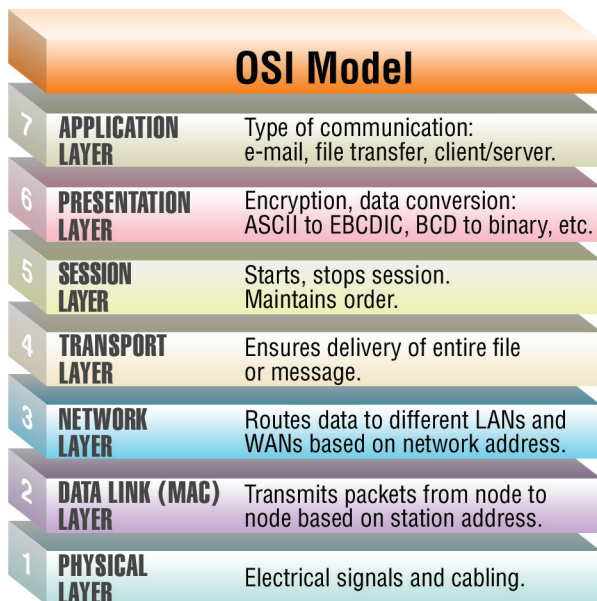 OSI Model
7 APPLICATION LAYER
Type of communication:
e-mail, file transfer, client/server.
6 PRESENTATION LAYER
Encryption, data conversion:
ASCII to EBCDIC, BCD to binary, etc.
5 SESSION LAYER
Starts, stops session.
Maintains order.
4 TRANSPORT LAYER
Ensures delivery of entire file
or message.
3 NETWORK LAYER
Routes data to different LANs and
WANs based on network address.
2 DATA LINK (MAC) LAYER
Transmits packets from node to
node based on station address.
1 PHYSICAL LAYER
Electrical signals and cabling.